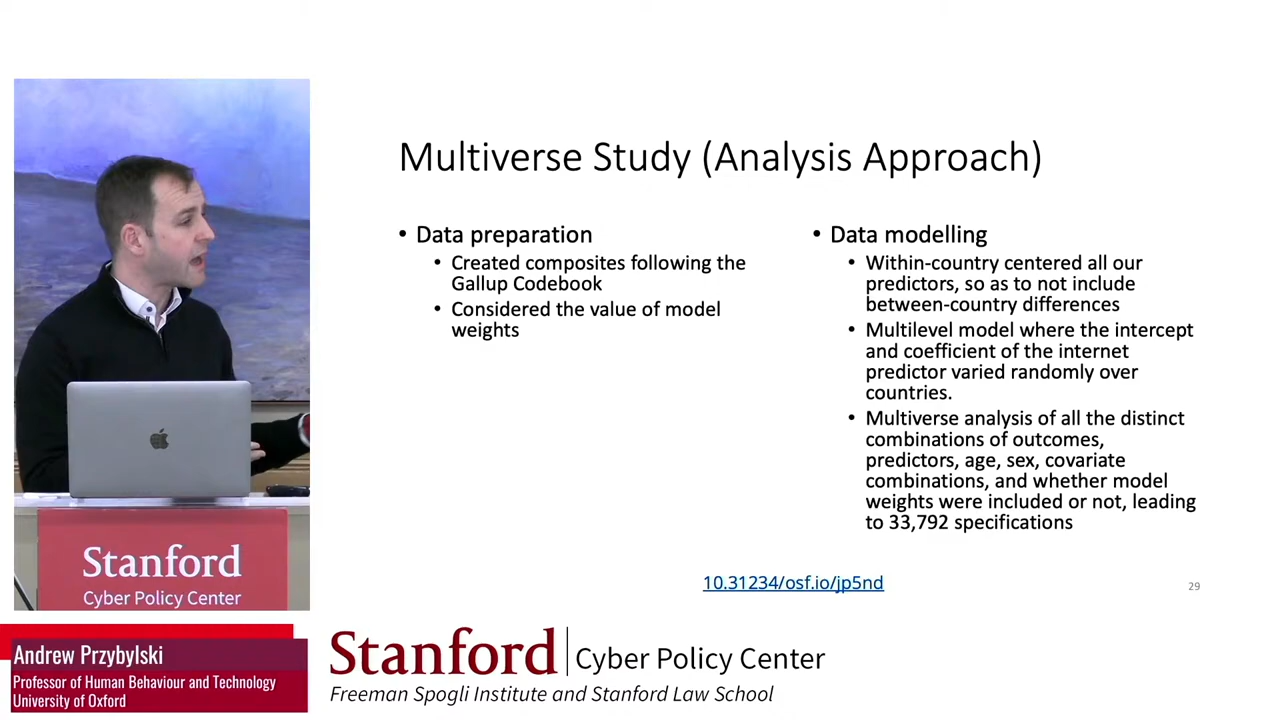 Multiverse Study (Analysis Approach)
• Data preparation
• Created composites following the
Gallup Codebook
• Considered the value of model
weights
• Data modelling
• Within-country centered all our
predictors, so as to not include
between-country differences
• Multilevel model where the intercept
and coefficient of the internet
predictor varied randomly over
countries.
• Multiverse analysis of all the distinct
combinations of outcomes,
predictors, age, sex, covariate
combinations, and whether model
weights were included or not, leading
to 33,792 specifications
10.31234/osf.io/jp5nd
29
Stanford
Cyber Policy Center
Andrew Przybylski
Professor of Human Behaviour and Technology
University of Oxford
Stanford | Cyber Policy Center
Freeman Spogli Institute and Stanford Law School